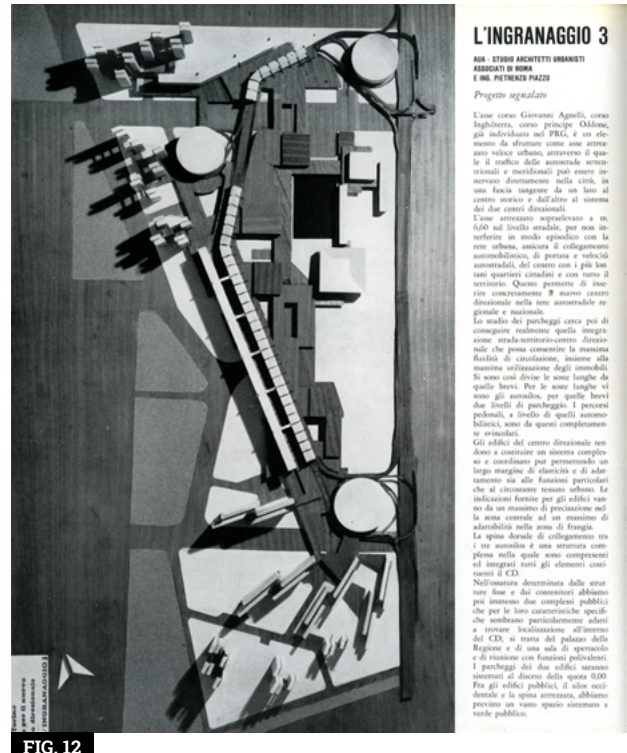 L'INGRANAGGIO 3
AUA - STUDIO ARCHITETTI URBANISTI
ASSOCIATI DI ROMA
E ING. PIETRENZO PIAZZO
Progetto segnalato
L'asse corso Giovanni Agnelli, corso
Inghilterra, corso principe Oddone,
già individuato nel PRG, è un ele-
mento da sfruttare come asse attrez-
zato veloce urbano, attraverso il qua-
le il traffico delle autostrade setten-
trionali e meridionali può essere in-
nervato direttamente nella città, in
una fascia tangente da un lato al
centro storico e dall'altro al sistema
dei due centri direzionali.
L'asse attrezzato sopraelevato a m.
6,60 sul livello stradale, per non in-
terferire in modo episodico con la
rete urbana, assicura il collegamento
automobilistico, di portata e velocità
autostradali, del centro con i più lon-
tani quartieri cittadini e con tutto il
territorio. Questo permette di inse-
rire concretamente il nuovo centro
direzionale nella rete autostradale re-
gionale e nazionale.
Lo studio dei parcheggi cerca poi di
conseguire realmente quella integra-
zione strada-territorio-centro direzio-
nale che possa consentire la massima
fluidità di circolazione, insieme alla
massima utilizzazione degli immobili.
Si sono così divise le soste lunghe da
quelle brevi. Per le soste lunghe vi
sono gli autosilos, per quelle brevi
due livelli di parcheggio. I percorsi
pedonali, a livello di quelli automo-
bilistici, sono da questi completamen-
te svincolati.
Gli edifici del centro direzionale ten-
dono a costituire un sistema comples-
so e coordinato pur permettendo un
largo margine di elasticità e di adat-
tamento sia alle funzioni particolari
che al circostante tessuto urbano. Le
indicazioni fornite per gli edifici van-
no da un massimo di precisazione nel-
la zona centrale ad un massimo di
adattabilità nella zona di frangia.
La spina dorsale di collegamento tra
i tre autosilos è una struttura com-
plessa nella quale sono compresenti
ed integrati tutti gli elementi costi-
tuenti il CD.
Nell'ossatura determinata dalle strut-
ture fisse e dai contenitori abbiamo
poi immesso due complessi pubblici
che per le loro caratteristiche specifi-
che sembrano particolarmente adatti
a trovare localizzazione all'interno
del CD; si tratta del palazzo della
Regione e di una sala di spettacolo
e di riunione con funzioni polivalenti.
I parcheggi dei due edifici saranno
sistemati al disotto della quota 0,00
Fra gli edifici pubblici, il silos occi-
dentale e la spina attrezzata, abbiamo
previsto un vasto spazio sistemato a
verde pubblico.
Torino
per il nuovo
direzionale
L'INGRANAGGIO 3
FIG. 12